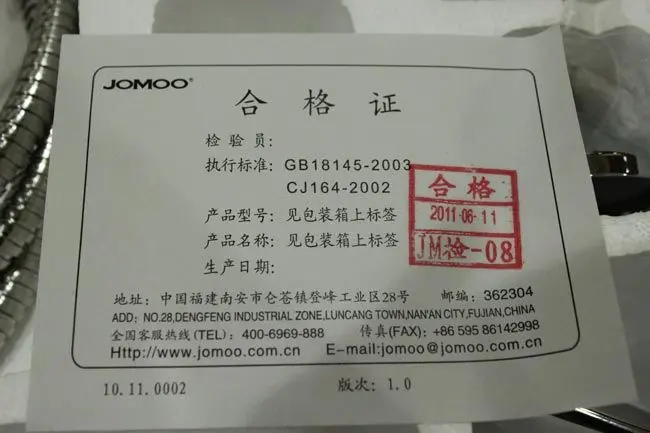 JOMOO®
合格证
检验员:
执行标准: GB18145-2003
CJ164-2002
产品型号: 见包装箱上标签
产品名称: 见包装箱上标签
生产日期:
合格
2011-06-11
JM检-08
地址: 中国福建南安市仑苍镇登峰工业区28号 邮编: 362304
ADD: NO.28,DENGFENG INDUSTRIAL ZONE,LUNCANG TOWN,NAN'AN CITY,FUJIAN,CHINA
全国客服热线(TEL): 400-6969-888 传真(FAX): +86 595 86142998
Http://www.jomoo.com.cn E-mail:jomoo@jomoo.com.cn
10.11.0002 版次: 1.0